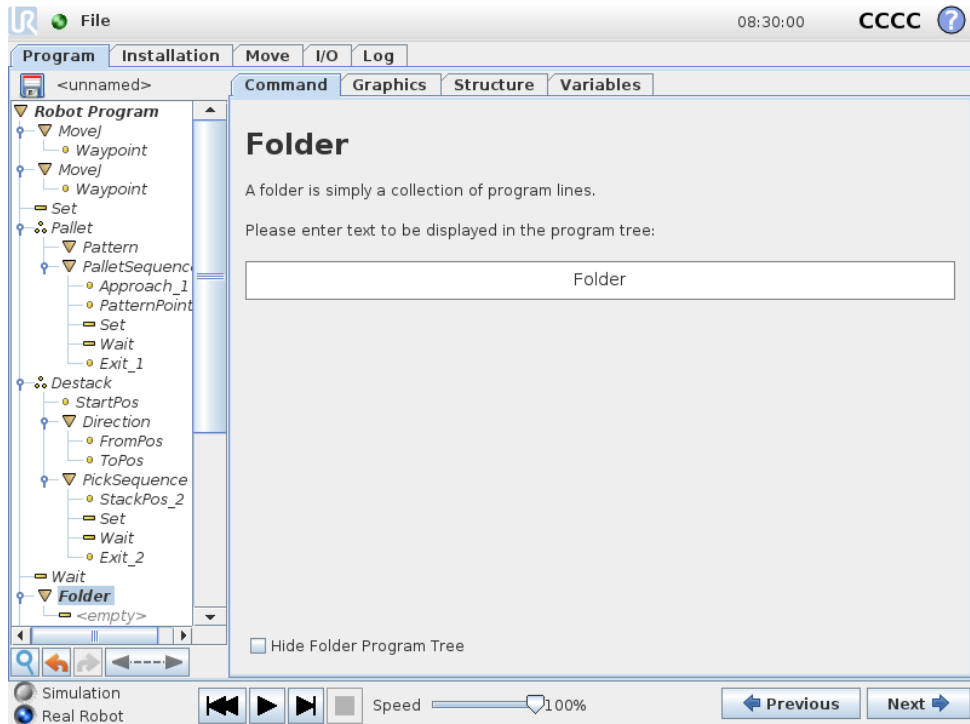 UR File 08:30:00 CCCC ?
Program Installation Move I/O Log
<unnamed> Command Graphics Structure Variables
Robot Program
MoveJ
Waypoint
MoveJ
Waypoint
Set
Pallet
Pattern
PalletSequenc
Approach_1
PatternPoint
Set
Wait
Exit_1
Destack
StartPos
Direction
FromPos
ToPos
PickSequence
StackPos_2
Set
Wait
Exit_2
Wait
Folder
<empty>
Folder
A folder is simply a collection of program lines.
Please enter text to be displayed in the program tree:
Folder
Hide Folder Program Tree
Simulation
Real Robot
Speed 100%
Previous Next